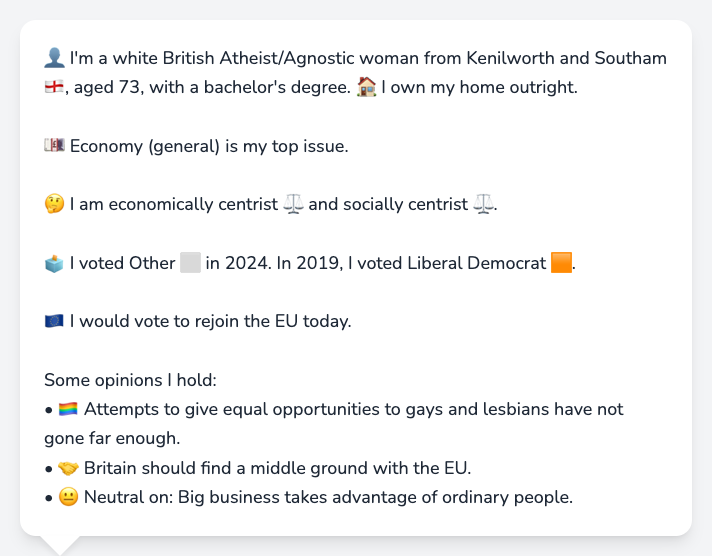 👤 I'm a white British Atheist/Agnostic woman from Kenilworth and Southam
🏴󠁧󠁢󠁥󠁮󠁧󠁿, aged 73, with a bachelor's degree. 🏠 I own my home outright.
💷 Economy (general) is my top issue.
🤔 I am economically centrist ⚖️ and socially centrist ⚖️.
🗳️ I voted Other ⬜ in 2024. In 2019, I voted Liberal Democrat 🟧.
🇪🇺 I would vote to rejoin the EU today.
Some opinions I hold:
• 🏳️‍🌈 Attempts to give equal opportunities to gays and lesbians have not
gone far enough.
• 🤝 Britain should find a middle ground with the EU.
• 😐 Neutral on: Big business takes advantage of ordinary people.